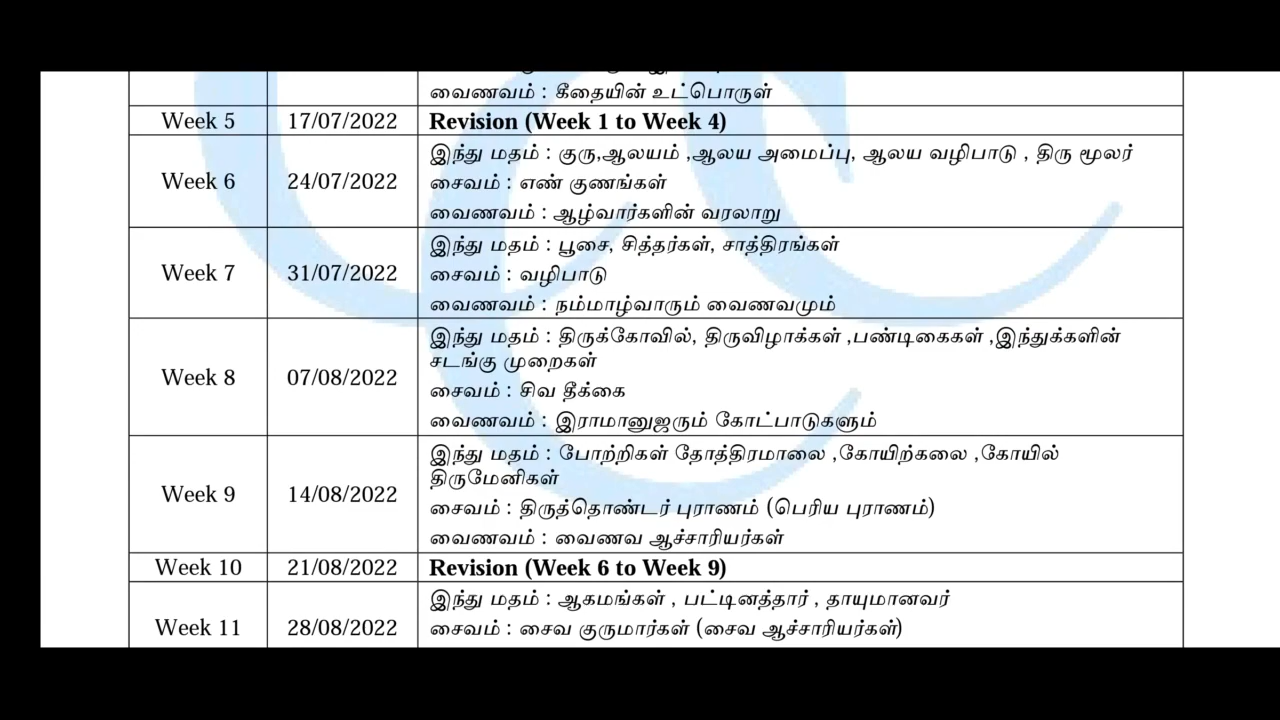 வைணவம் : கீதையின் உட்பொருள்
Week 5 17/07/2022 Revision (Week 1 to Week 4)
இந்து மதம் : குரு,ஆலயம் ,ஆலய அமைப்பு, ஆலய வழிபாடு , திரு மூலர்
Week 6 24/07/2022 சைவம் : எண் குணங்கள்
வைணவம் : ஆழ்வார்களின் வரலாறு
இந்து மதம் : பூசை, சித்தர்கள், சாத்திரங்கள்
Week 7 31/07/2022 சைவம் : வழிபாடு
வைணவம் : நம்மாழ்வாரும் வைணவமும்
இந்து மதம் : திருக்கோவில், திருவிழாக்கள் ,பண்டிகைகள் ,இந்துக்களின்
சடங்கு முறைகள்
Week 8 07/08/2022
சைவம் : சிவ தீக்கை
வைணவம் : இராமானுஜரும் கோட்பாடுகளும்
இந்து மதம் : போற்றிகள் தோத்திரமாலை ,கோயிற்கலை ,கோயில்
திருமேனிகள்
Week 9 14/08/2022
சைவம் : திருத்தொண்டர் புராணம் (பெரிய புராணம்)
வைணவம் : வைணவ ஆச்சாரியர்கள்
Week 10 21/08/2022 Revision (Week 6 to Week 9)
இந்து மதம் : ஆகமங்கள் , பட்டினத்தார் , தாயுமானவர்
Week 11 28/08/2022 சைவம் : சைவ குருமார்கள் (சைவ ஆச்சாரியர்கள்)